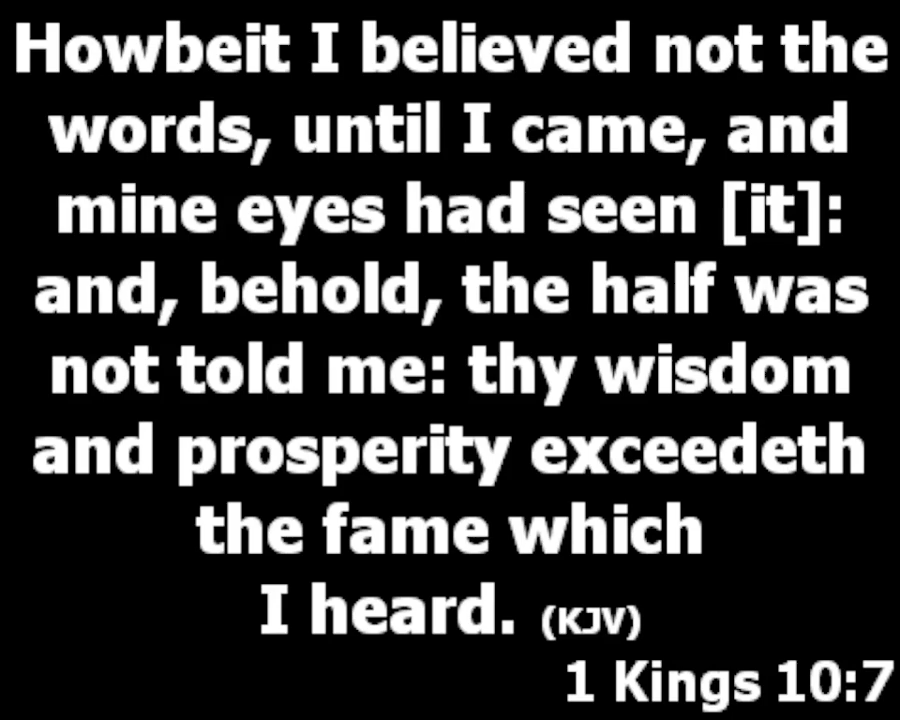 Howbeit I believed not the
words, until I came, and
mine eyes had seen [it]:
and, behold, the half was
not told me: thy wisdom
and prosperity exceedeth
the fame which
I heard. (KJV)
1 Kings 10:7